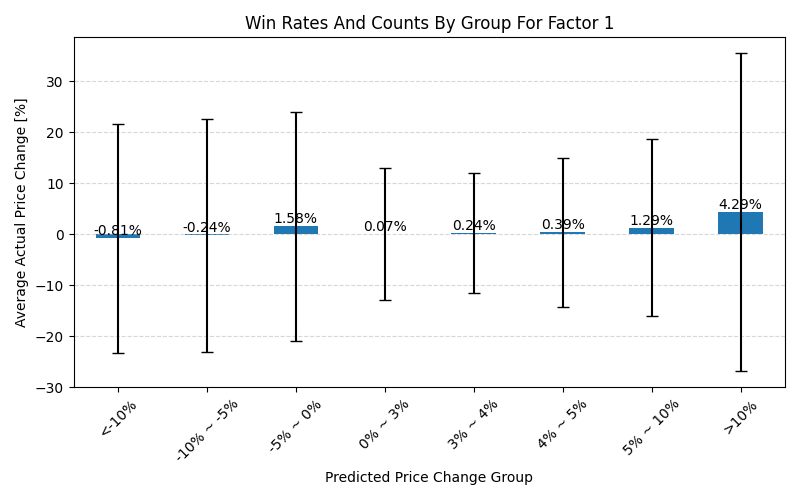 Win Rates And Counts By Group For Factor 1
Average Actual Price Change [%]
30
20
10
0
−10
−20
−30
-0.81%
-0.24%
1.58%
0.07%
0.24%
0.39%
1.29%
4.29%
<-10%
-10% ~ -5%
-5% ~ 0%
0% ~ 3%
3% ~ 4%
4% ~ 5%
5% ~ 10%
>10%
Predicted Price Change Group